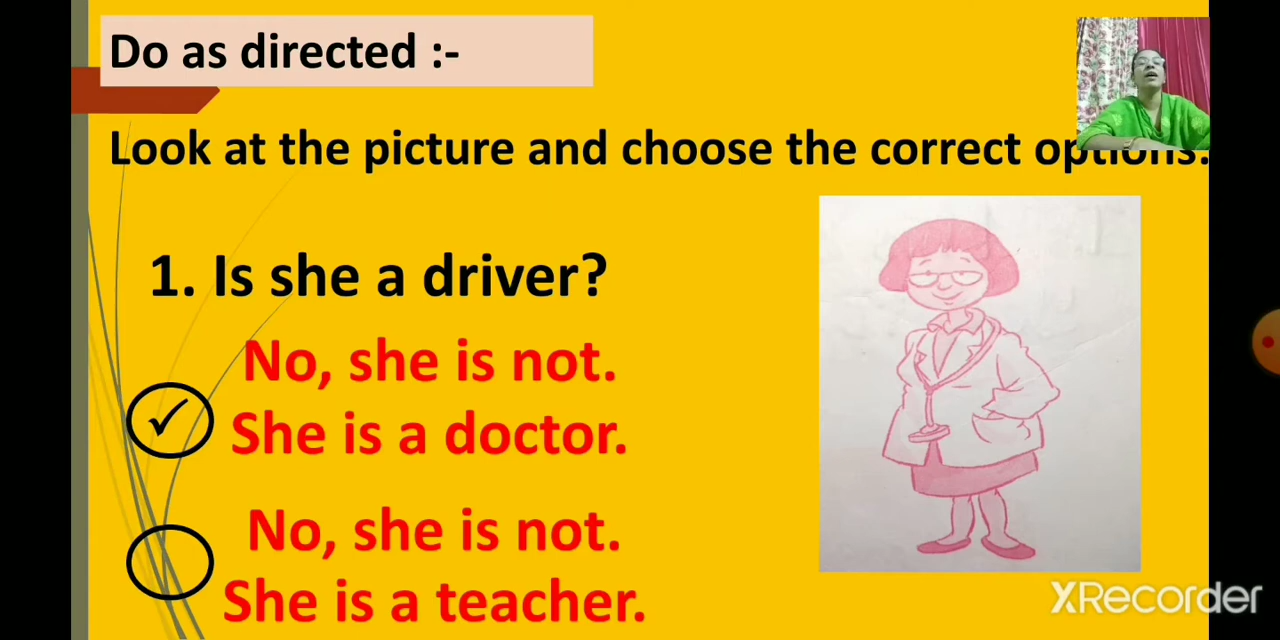 Do as directed :-
Look at the picture and choose the correct options.
1. Is she a driver?
No, she is not.
She is a doctor.
No, she is not.
She is a teacher.
XRecorder